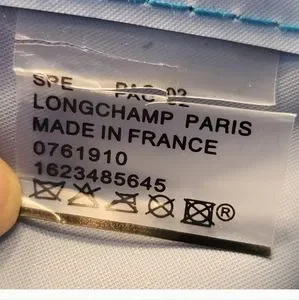 SPE PAC 02
LONGCHAMP PARIS
MADE IN FRANCE
0761910
1623485645
®